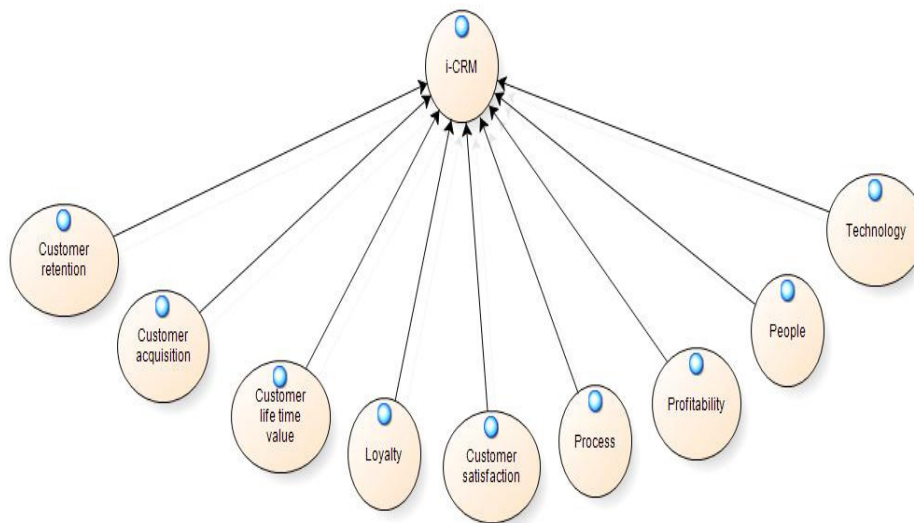 i-CRM
Customer
retention
Customer
acquisition
Customer
life time
value
Loyalty
Customer
satisfaction
Process
Profitability
People
Technology